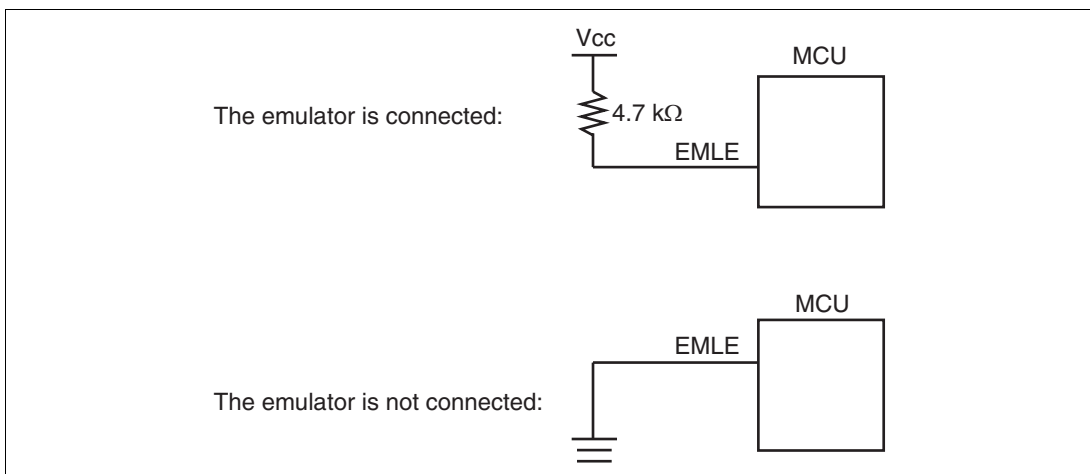 Vcc
MCU
The emulator is connected:
4.7 kΩ
EMLE
MCU
EMLE
The emulator is not connected: